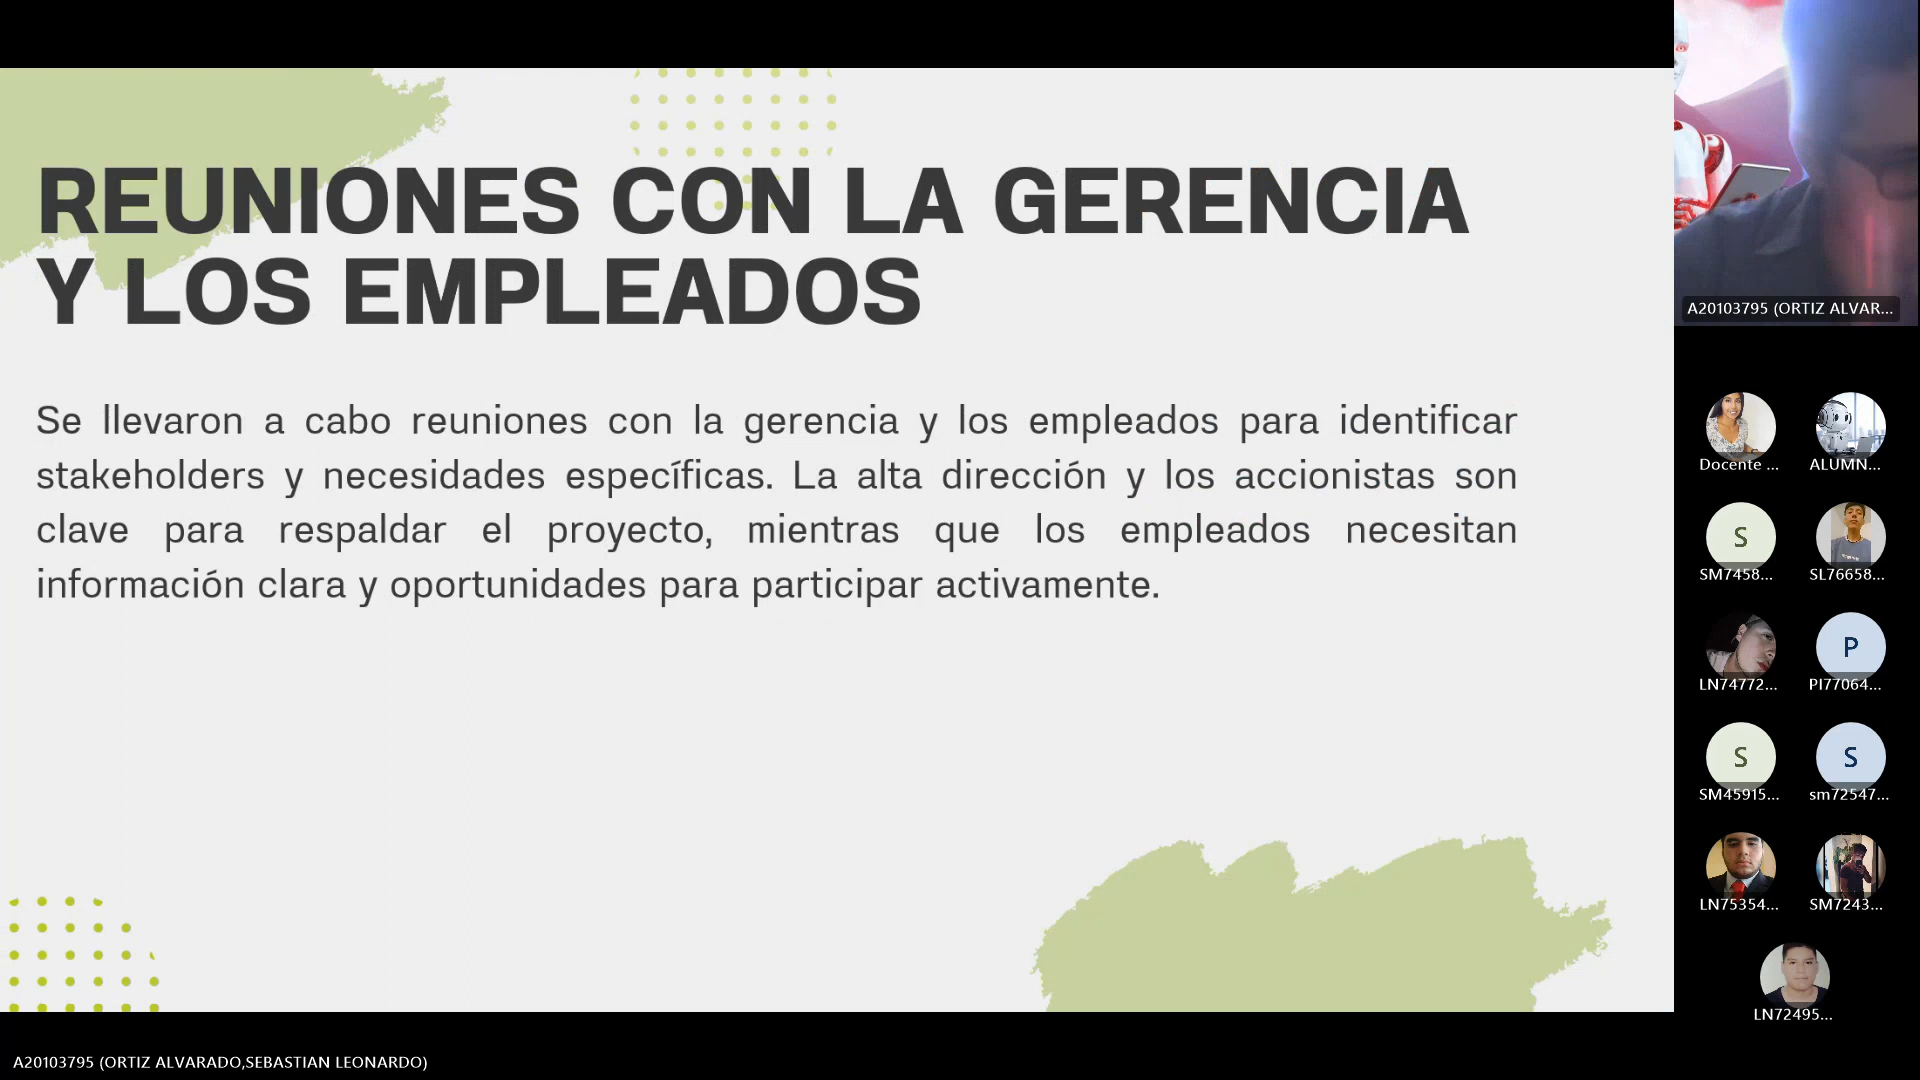 REUNIONES CON LA GERENCIA
Y LOS EMPLEADOS
Se llevaron a cabo reuniones con la gerencia y los empleados para identificar
stakeholders y necesidades específicas. La alta dirección y los accionistas son
clave para respaldar el proyecto, mientras que los empleados necesitan
información clara y oportunidades para participar activamente.
A20103795 (ORTIZ ALVAR...
Docente ...
ALUMN...
S
SM7458...
SL76658...
LN74772...
P
PI77064...
S
SM45915...
S
sm72547...
LN75354...
SM7243...
LN72495...
A20103795 (ORTIZ ALVARADO,SEBASTIAN LEONARDO)